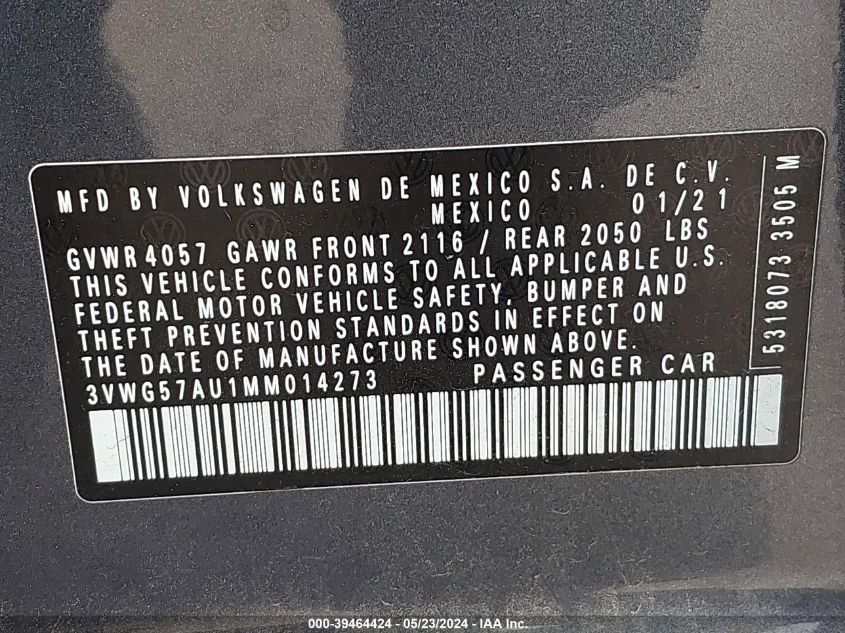 MFD BY VOLKSWAGEN DE MEXICO S.A. DE C.V.
MEXICO 01/21
GVWR 4057 GAWR FRONT 2116 / REAR 2050 LBS
THIS VEHICLE CONFORMS TO ALL APPLICABLE U.S.
FEDERAL MOTOR VEHICLE SAFETY, BUMPER AND
THEFT PREVENTION STANDARDS IN EFFECT ON
THE DATE OF MANUFACTURE SHOWN ABOVE.
3VWG57AU1MM014273 PASSENGER CAR
5318073 3505 M
000-39464424 - 05/23/2024 - IAA Inc.